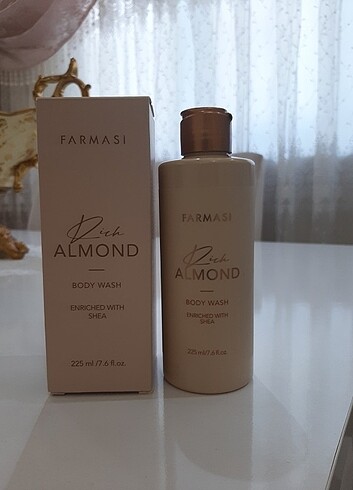 FARMASI
Rich
ALMOND
BODY WASH
ENRICHED WITH
SHEA
225 ml /7.6 fl.oz.
FARMASI
Rich
ALMOND
BODY WASH
ENRICHED WITH
SHEA
225 ml/7.6 fl.oz.